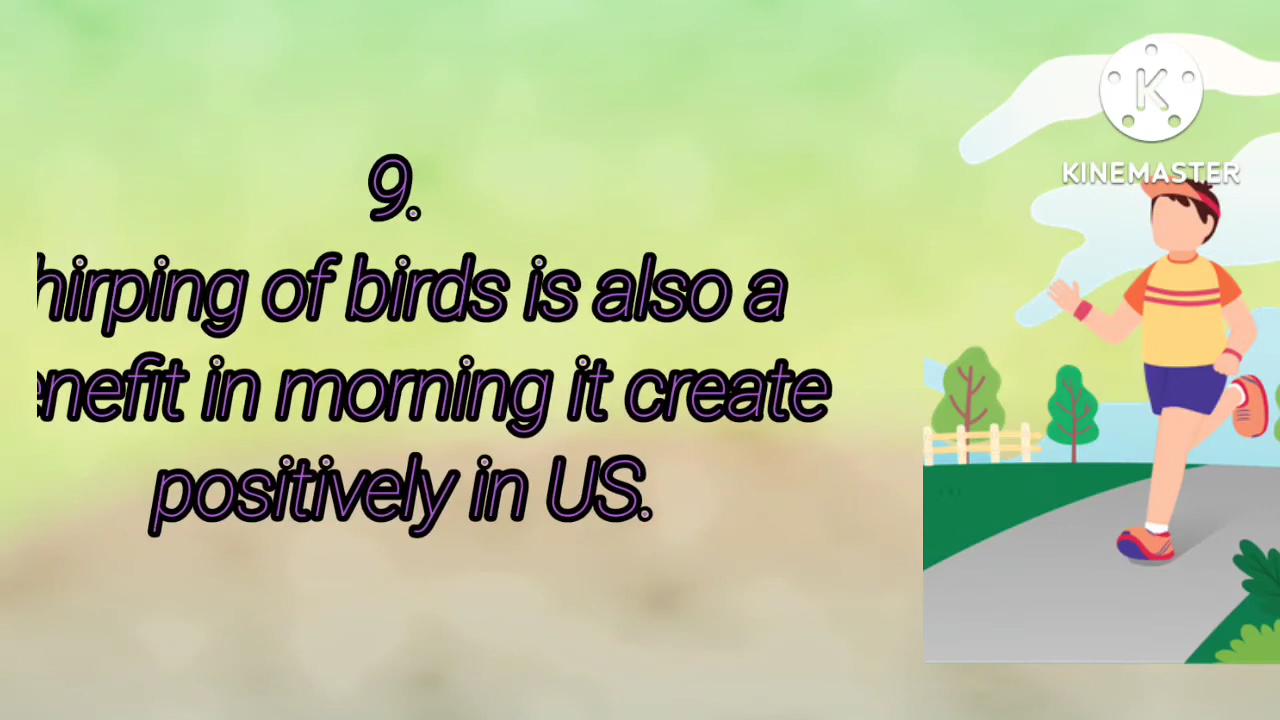 9.
hirping of birds is also a
enefit in morning it create
positively in US.
K
KINEMASTER